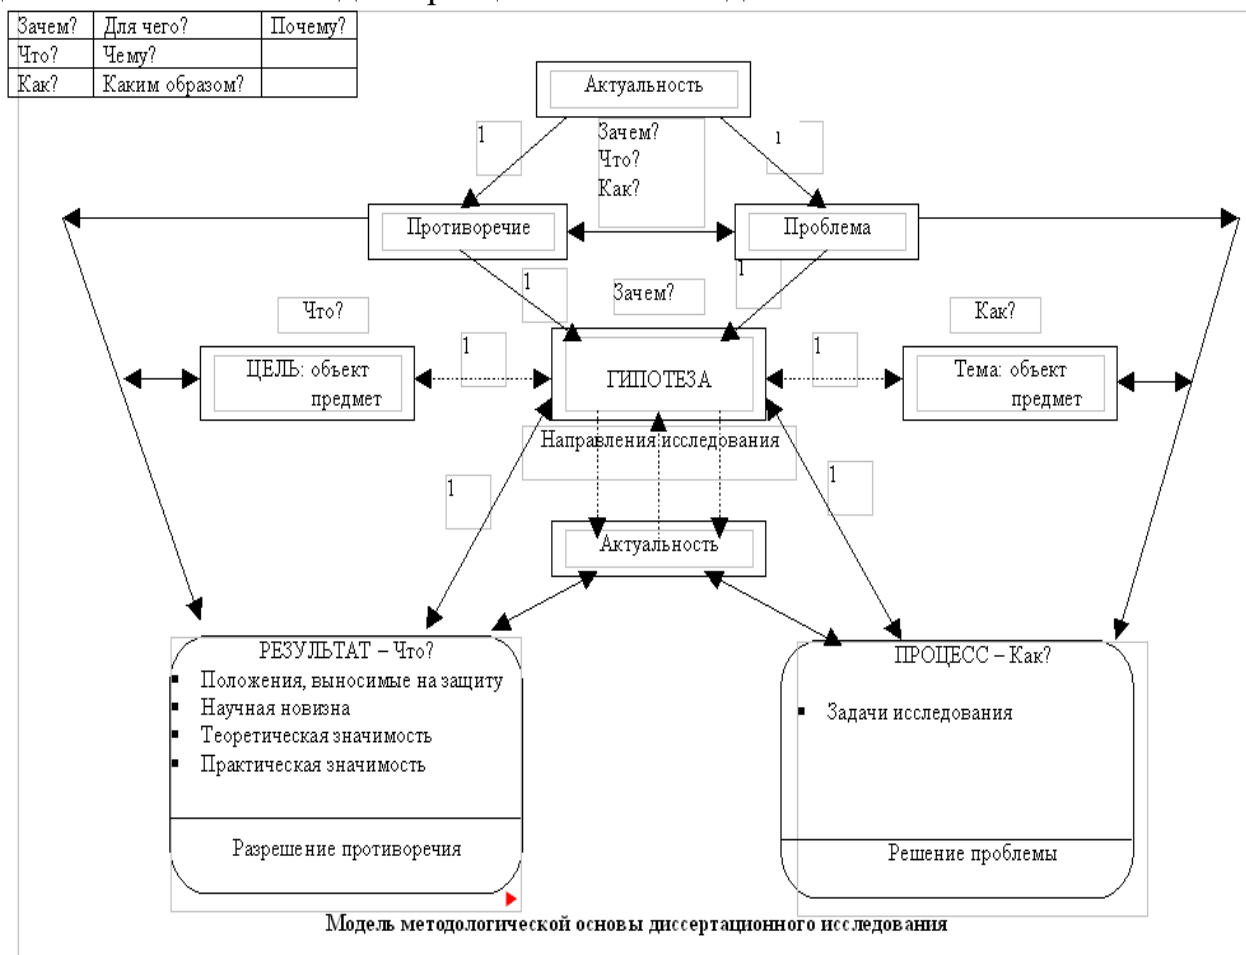 Зачем? Для чего? Почему?
Что? Чему?
Как? Каким образом?
Актуальность
1
Зачем?
Что?
Как?
1
Противоречие
Проблема
1
Зачем?
1
Что?
Как?
1
1
ЦЕЛЬ: объект
предмет
ГИПОТЕЗА
Тема: объект
предмет
Направления исследования
1
1
Актуальность
РЕЗУЛЬТАТ – Что?
Положения, выносимые на защиту
Научная новизна
Теоретическая значимость
Практическая значимость
Разрешение противоречия
ПРОЦЕСС – Как?
Задачи исследования
Решение проблемы
Модель методологической основы диссертационного исследования